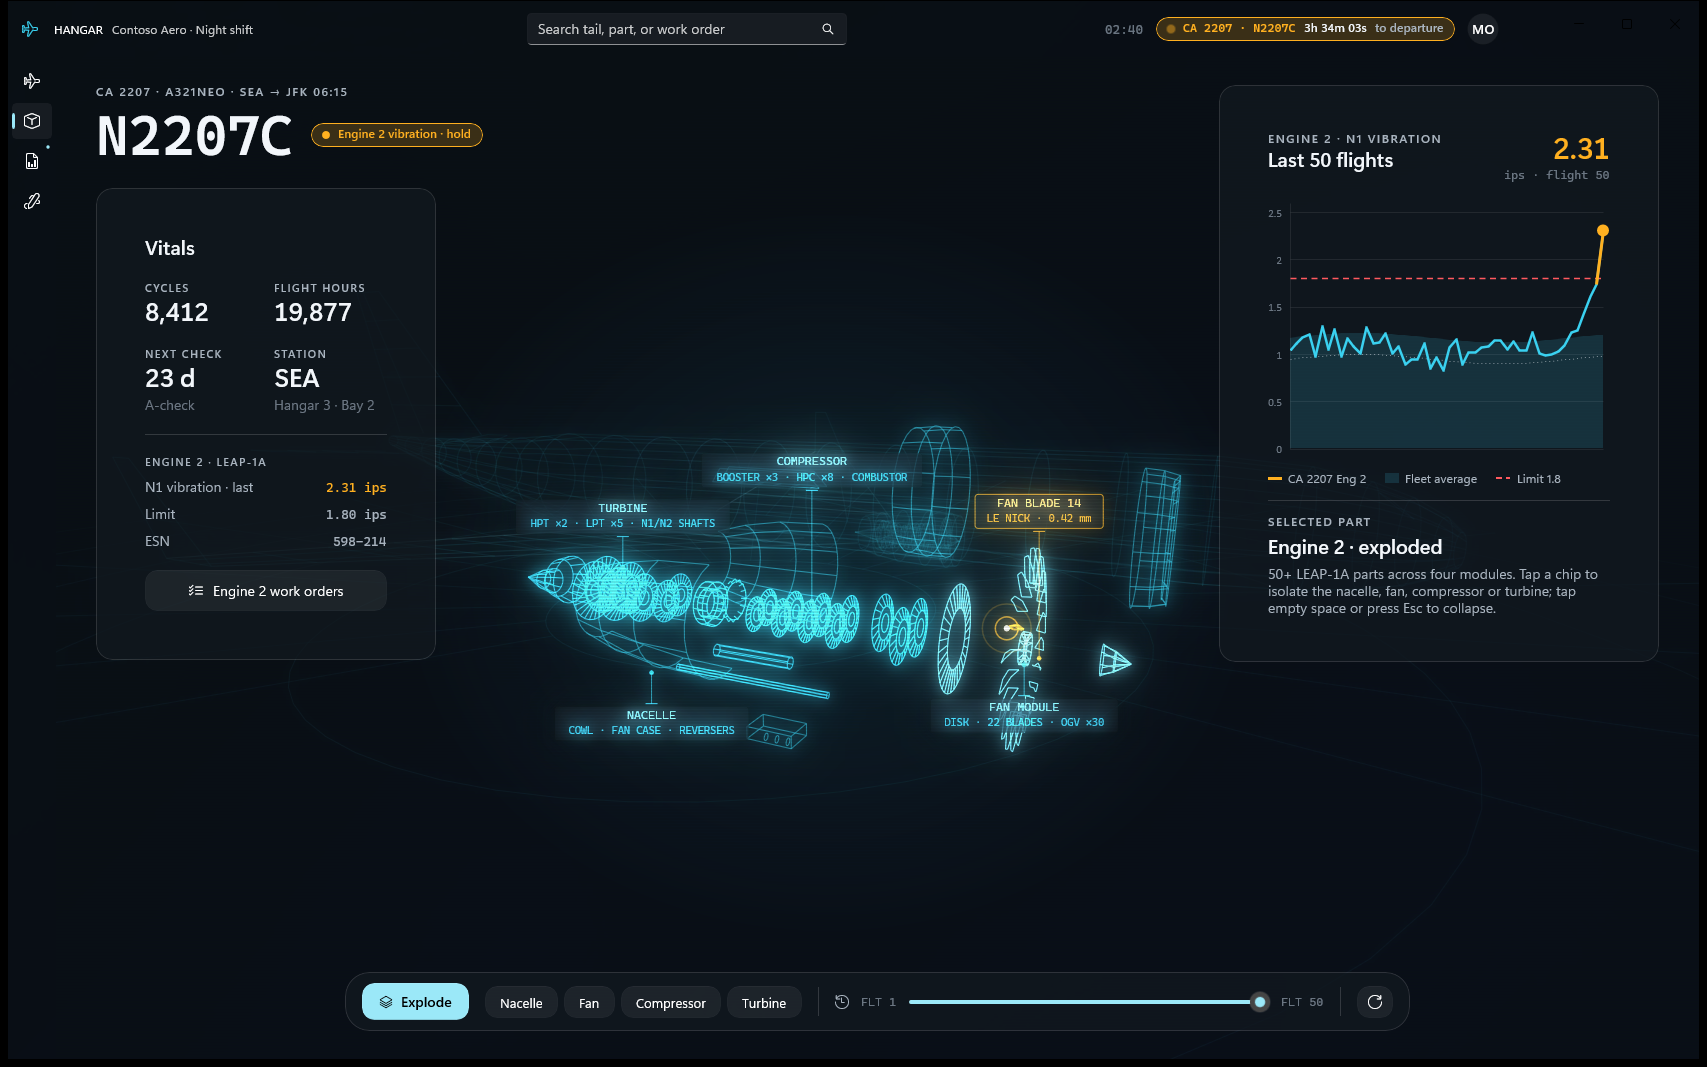 HANGAR Contoso Aero · Night shift
Search tail, part, or work order
02:40
CA 2207 · N2207C 3h 34m 03s to departure
MO
CA 2207 · A321NEO · SEA → JFK 06:15
N2207C
Engine 2 vibration · hold
Vitals
CYCLES
8,412
FLIGHT HOURS
19,877
NEXT CHECK
23 d
A-check
STATION
SEA
Hangar 3 · Bay 2
ENGINE 2 · LEAP-1A
N1 vibration · last 2.31 ips
Limit 1.80 ips
ESN 598-214
Engine 2 work orders
COMPRESSOR
BOOSTER ×3 · HPC ×8 · COMBUSTOR
TURBINE
HPT ×2 · LPT ×5 · N1/N2 SHAFTS
FAN BLADE 14
LE NICK · 0.42 mm
NACELLE
COWL · FAN CASE · REVERSERS
FAN MODULE
DISK · 22 BLADES · OGV ×30
ENGINE 2 · N1 VIBRATION
Last 50 flights
2.31
ips · flight 50
2.5
2
1.5
1
0.5
0
CA 2207 Eng 2
Fleet average
Limit 1.8
SELECTED PART
Engine 2 · exploded
50+ LEAP-1A parts across four modules. Tap a chip to
isolate the nacelle, fan, compressor or turbine; tap
empty space or press Esc to collapse.
Explode
Nacelle
Fan
Compressor
Turbine
FLT 1
FLT 50